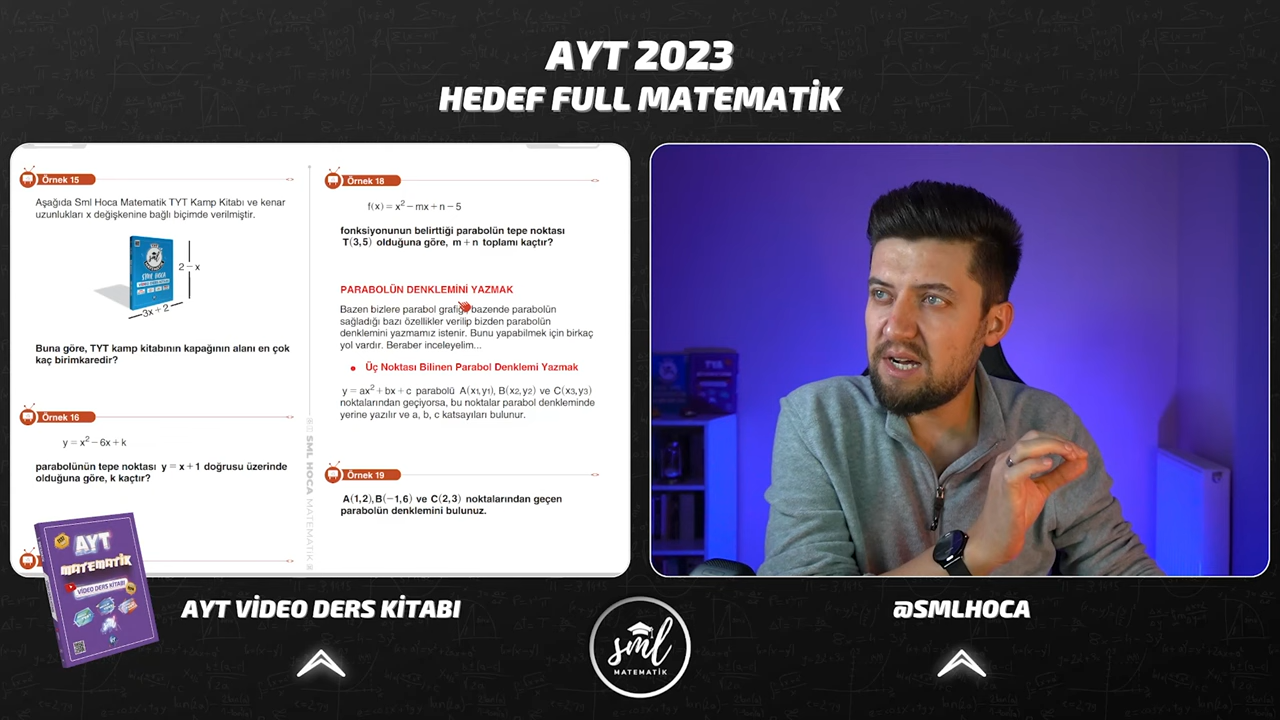 AYT 2023
HEDEF FULL MATEMATİK
Örnek 15
Aşağıda Sml Hoca Matematik TYT Kamp Kitabı ve kenar
uzunlukları x değişkenine bağlı biçimde verilmiştir.
2 − x
3x + 2
Buna göre, TYT kamp kitabının kapağının alanı en çok
kaç birimkaredir?
Örnek 16
y = x² − 6x + k
parabolünün tepe noktası y = x + 1 doğrusu üzerinde
olduğuna göre, k kaçtır?
Örnek 18
f(x) = x² − mx + n − 5
fonksiyonunun belirttiği parabolün tepe noktası
T(3,5) olduğuna göre, m + n toplamı kaçtır?
PARABOLÜN DENKLEMİNİ YAZMAK
Bazen bizlere parabol grafiği bazende parabolün
sağladığı bazı özellikler verilip bizden parabolün
denklemini yazmamız istenir. Bunu yapabilmek için birkaç
yol vardır. Beraber inceleyelim...
• Üç Noktası Bilinen Parabol Denklemi Yazmak
y = ax² + bx + c parabolü A(x₁,y₁), B(x₂, y₂) ve C(x₃,y₃)
noktalarından geçiyorsa, bu noktalar parabol denkleminde
yerine yazılır ve a, b, c katsayıları bulunur.
Örnek 19
A(1,2), B(−1,6) ve C(2,3) noktalarından geçen
parabolün denklemini bulunuz.
SML HOCA MATEMATİK
AYT
MATEMATİK
VİDEO DERS KİTABI
AYT VİDEO DERS KİTABI
sml
MATEMATİK
@SMLHOCA